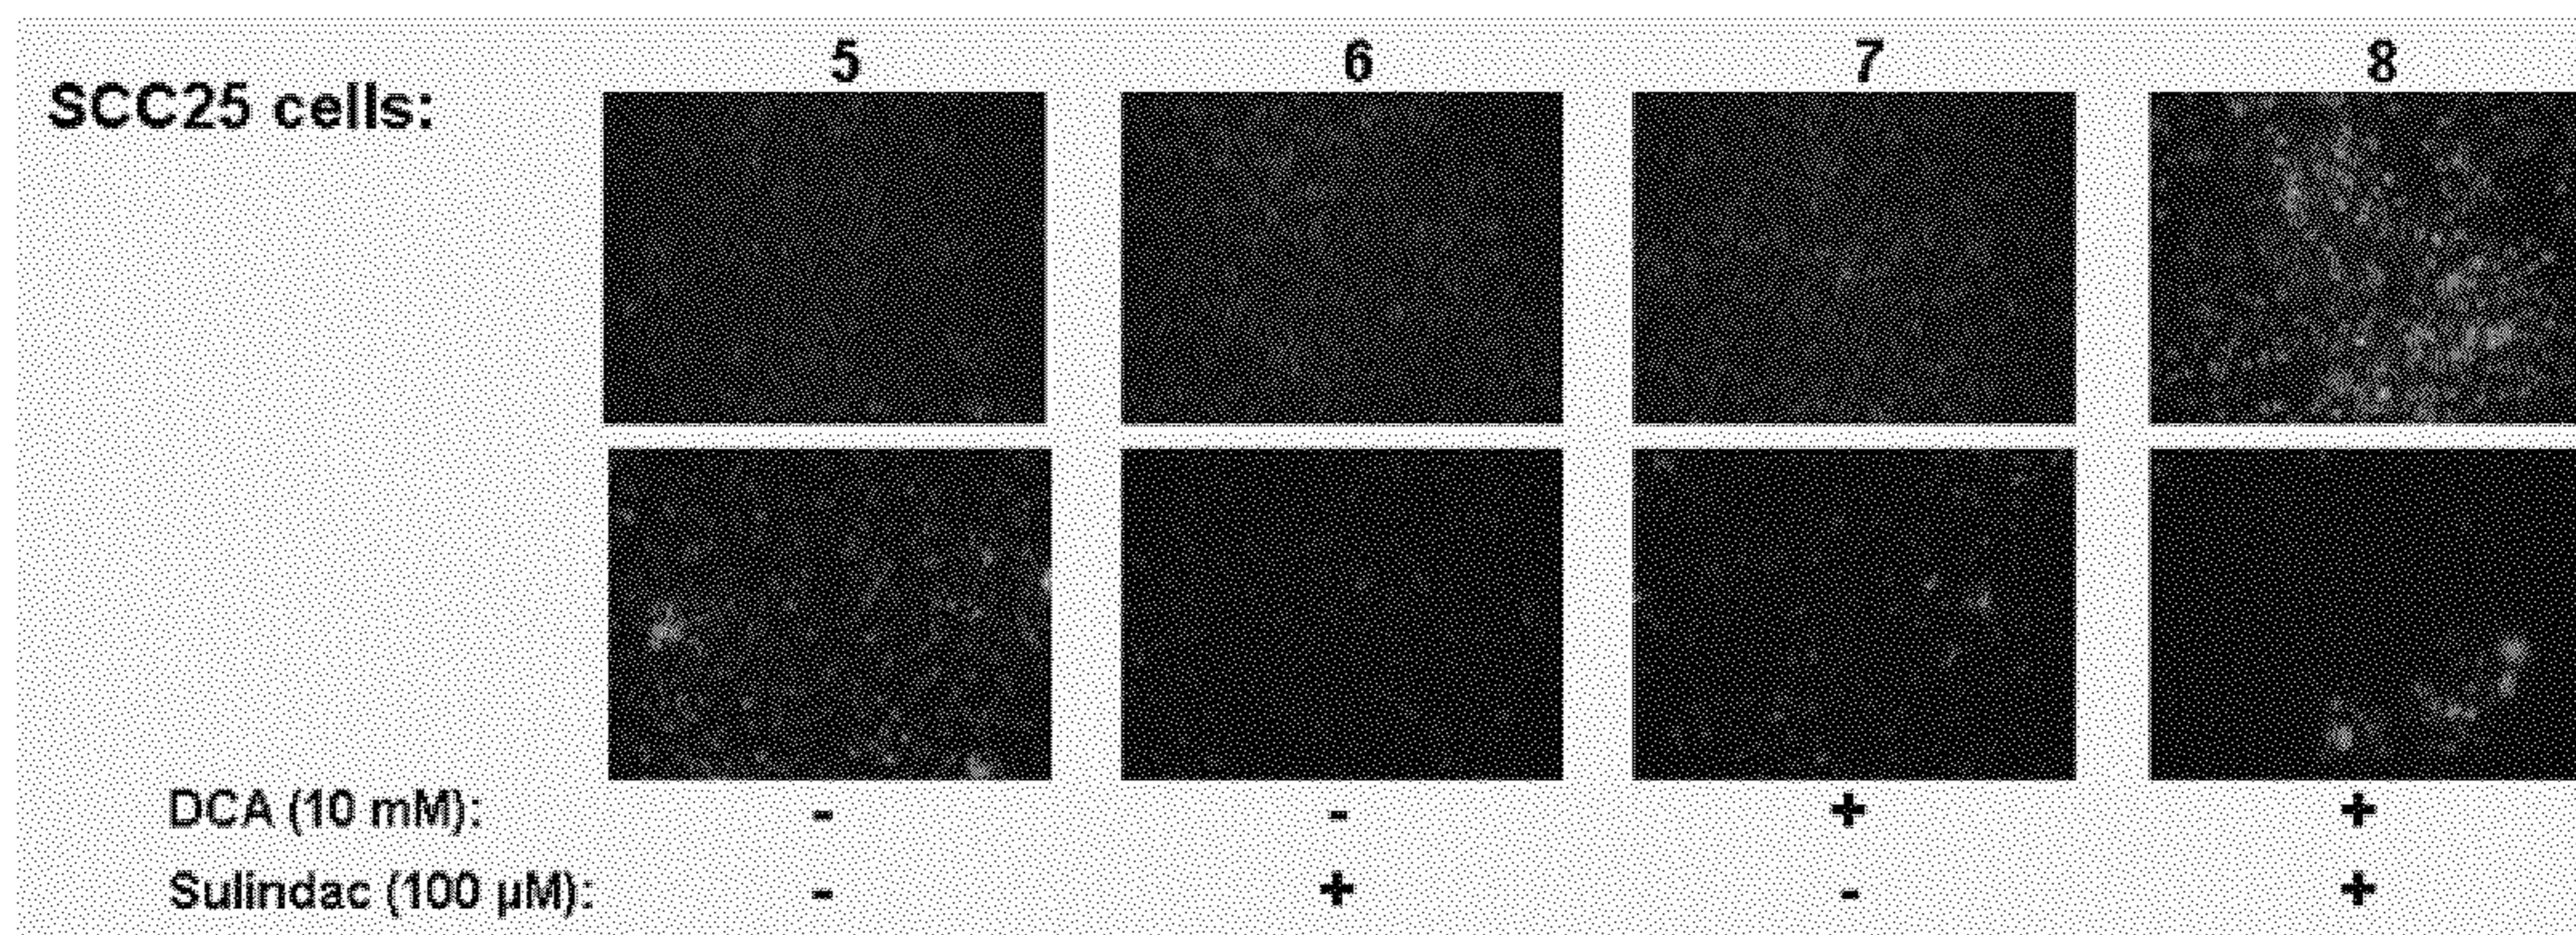 5 6 7 8
SCC25 cells:
DCA (10 mM): - - + +
Sulindac (100 µM): - + - +